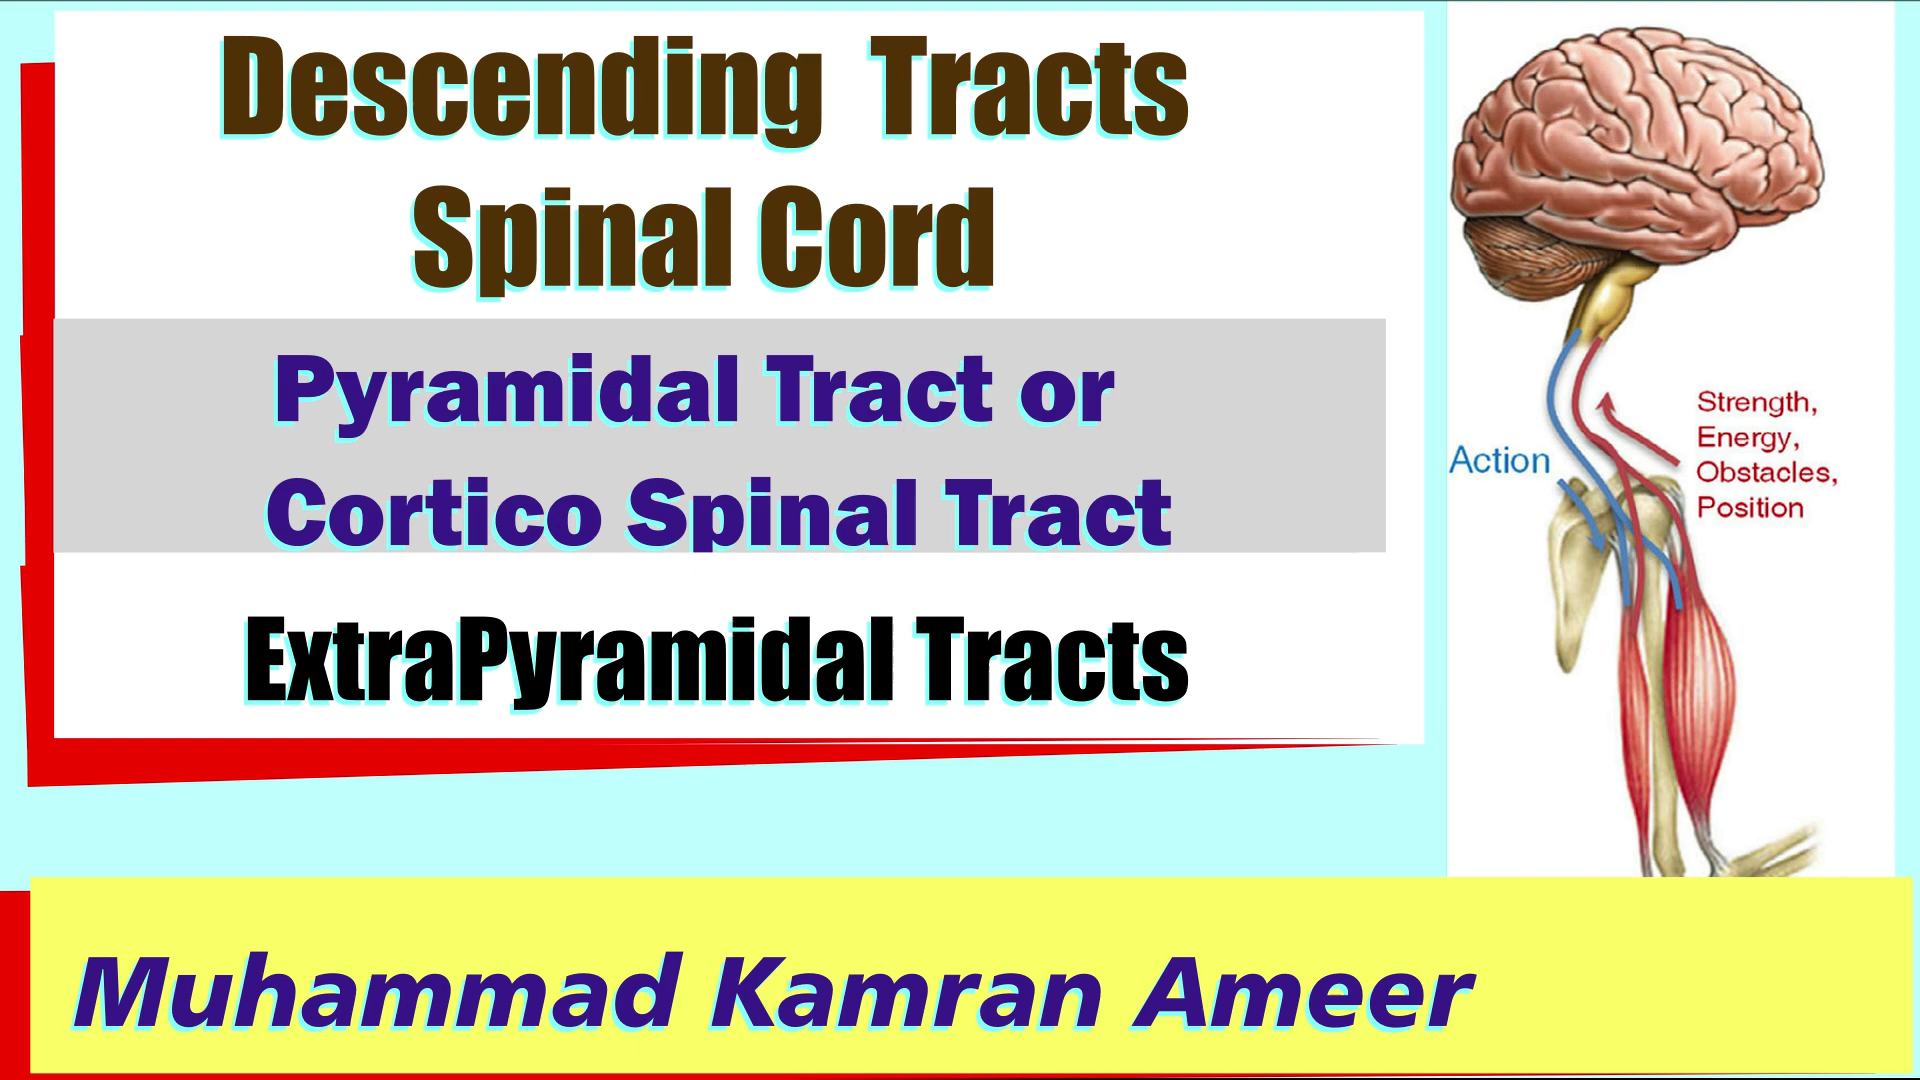 Descending Tracts
Spinal Cord
Pyramidal Tract or
Cortico Spinal Tract
ExtraPyramidal Tracts
Action
Strength,
Energy,
Obstacles,
Position
Muhammad Kamran Ameer